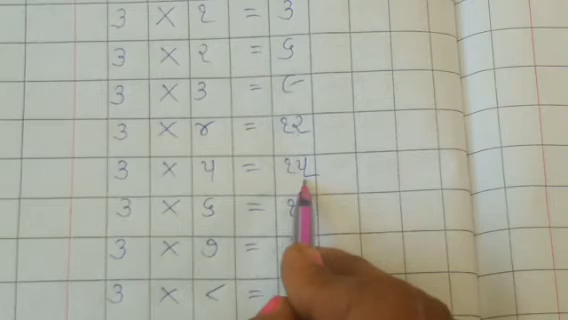 ૩ × ૧ = ૩
૩ × ૨ = ૬
૩ × ૩ = ૯
૩ × ૪ = ૧૨
૩ × ૫ = ૧૫
૩ × ૬ =
૩ × ૭ =
૩ × ૮ =